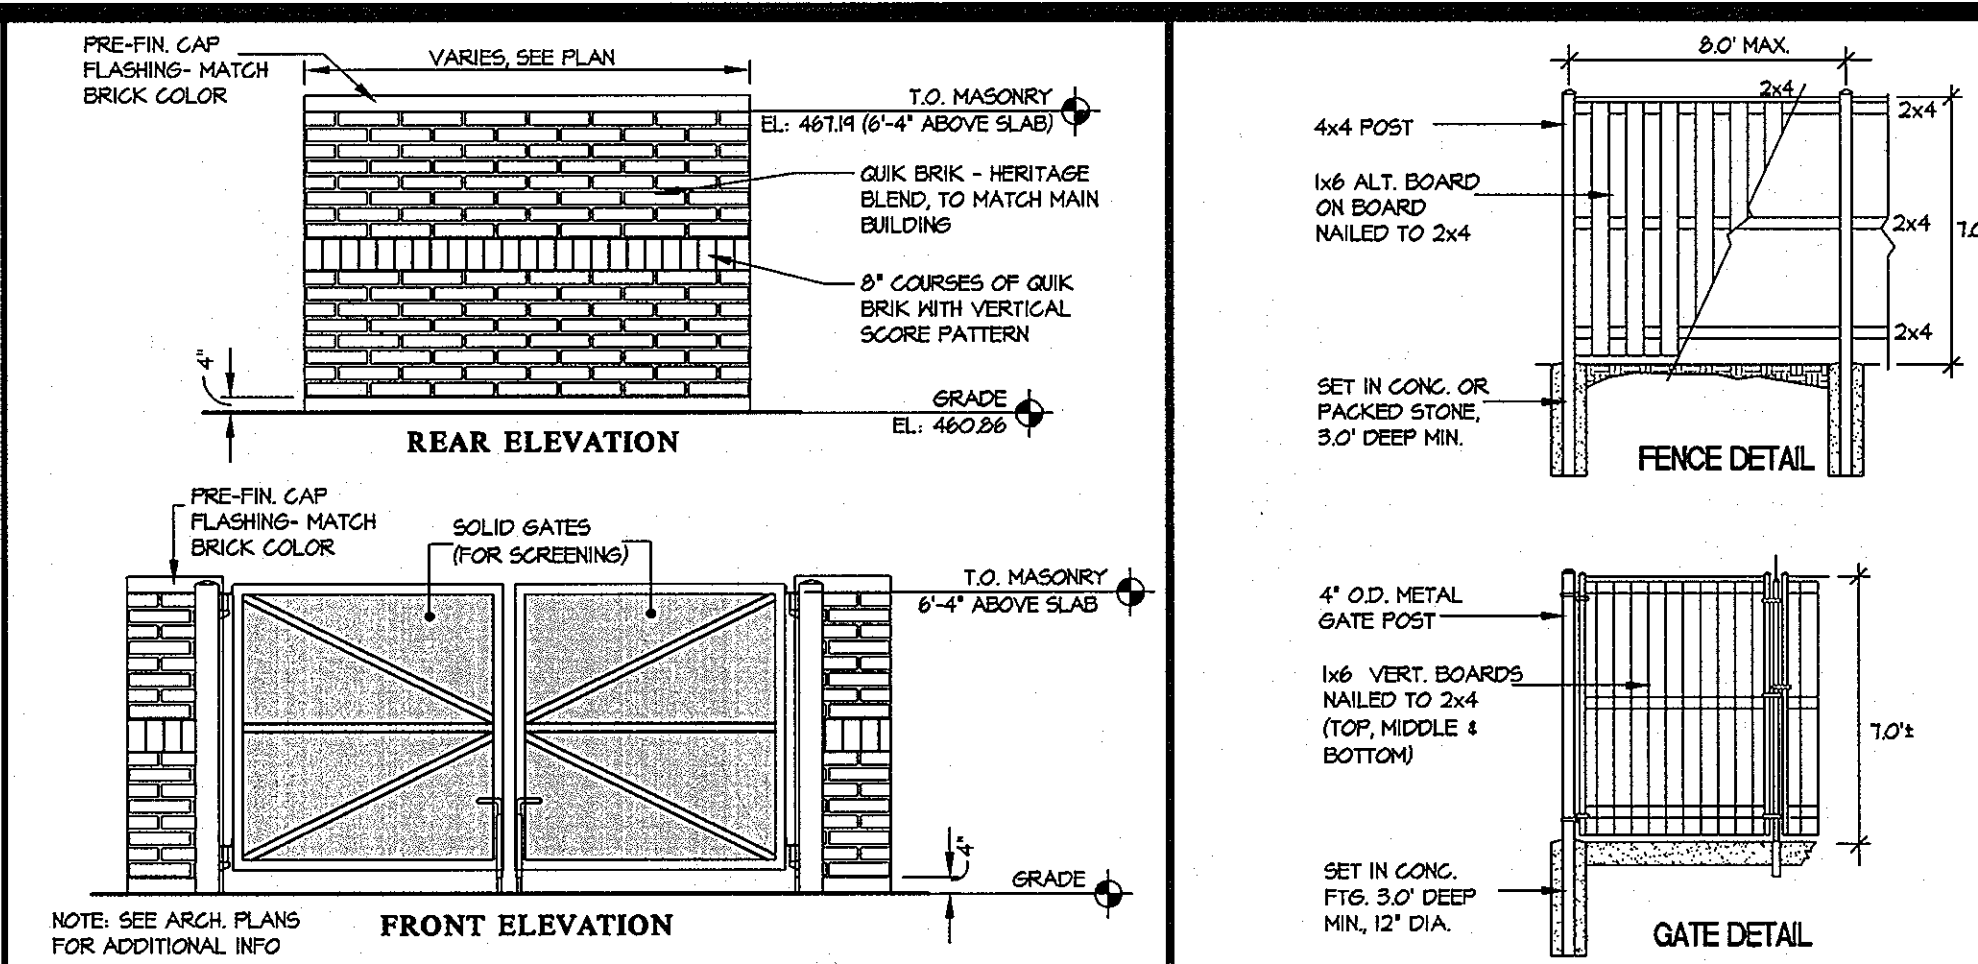 PRE-FIN. CAP
FLASHING- MATCH
BRICK COLOR
VARIES, SEE PLAN
T.O. MASONRY
EL: 467.19 (6'-4" ABOVE SLAB)
QUIK BRIK - HERITAGE
BLEND, TO MATCH MAIN
BUILDING
8" COURSES OF QUIK
BRIK WITH VERTICAL
SCORE PATTERN
4"
GRADE
EL: 460.86
REAR ELEVATION
PRE-FIN. CAP
FLASHING- MATCH
BRICK COLOR
SOLID GATES
(FOR SCREENING)
T.O. MASONRY
6'-4" ABOVE SLAB
4"
GRADE
NOTE: SEE ARCH. PLANS
FOR ADDITIONAL INFO
FRONT ELEVATION
8.0' MAX.
2x4
2x4
4x4 POST
1x6 ALT. BOARD
ON BOARD
NAILED TO 2x4
2x4
7.0
2x4
SET IN CONC. OR
PACKED STONE,
3.0' DEEP MIN.
FENCE DETAIL
4" O.D. METAL
GATE POST
1x6 VERT. BOARDS
NAILED TO 2x4
(TOP, MIDDLE &
BOTTOM)
7.0'±
SET IN CONC.
FTG. 3.0' DEEP
MIN., 12" DIA.
GATE DETAIL